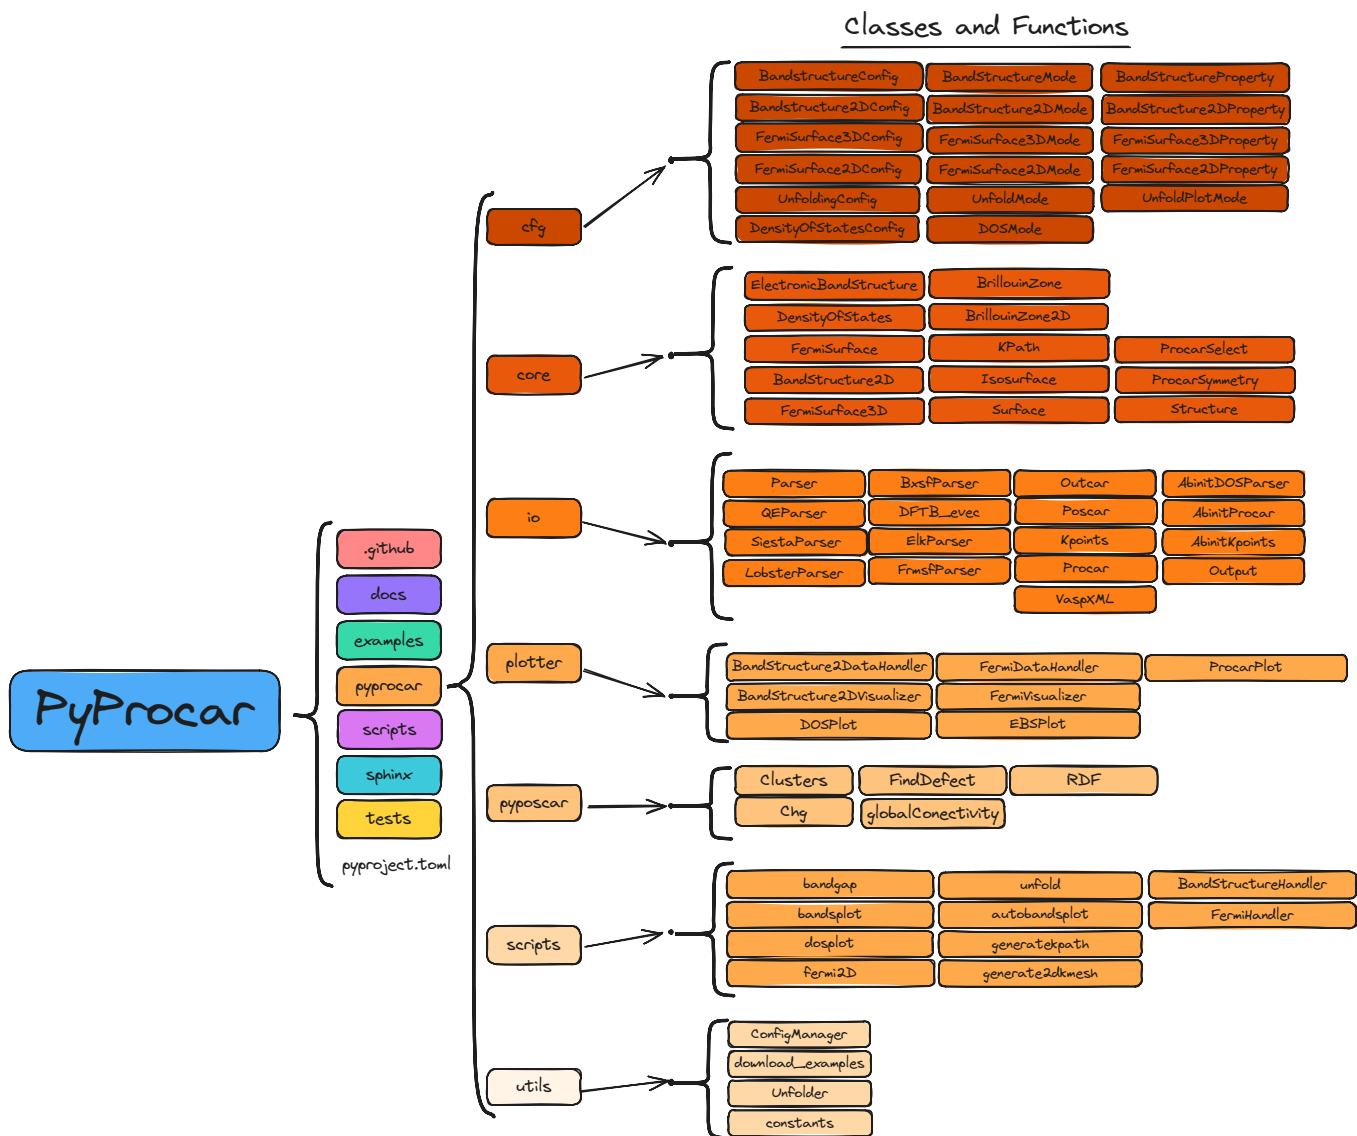 Classes and Functions
PyProcar
.github
docs
examples
pyprocar
scripts
sphinx
tests
pyproject.toml
cfg
BandstructureConfig BandStructureMode BandStructureProperty
Bandstructure2DConfig BandStructure2DMode BandStructure2DProperty
FermiSurface3DConfig FermiSurface3DMode FermiSurface3DProperty
FermiSurface2DConfig FermiSurface2DMode FermiSurface2DProperty
UnfoldingConfig UnfoldMode UnfoldPlotMode
DensityOfStatesConfig DOSMode
core
ElectronicBandStructure BrillouinZone
DensityOfStates BrillouinZone2D
FermiSurface KPath ProcarSelect
BandStructure2D Isosurface ProcarSymmetry
FermiSurface3D Surface Structure
io
Parser BxsfParser Outcar AbinitDOSParser
QEParser DFTB_evec Poscar AbinitProcar
SiestaParser ElkParser Kpoints AbinitKpoints
LobsterParser FrmsfParser Procar Output
VaspXML
plotter
BandStructure2DataHandler FermiDataHandler ProcarPlot
BandStructure2DVisualizer FermiVisualizer
DOSPlot EBSPlot
pyposcar
Clusters FindDefect RDF
Chg globalConectivity
scripts
bandgap unfold BandStructureHandler
bandsplot autobandsplot FermiHandler
dosplot generatekpath
fermi2D generate2dkmesh
utils
ConfigManager
download_examples
Unfolder
constants